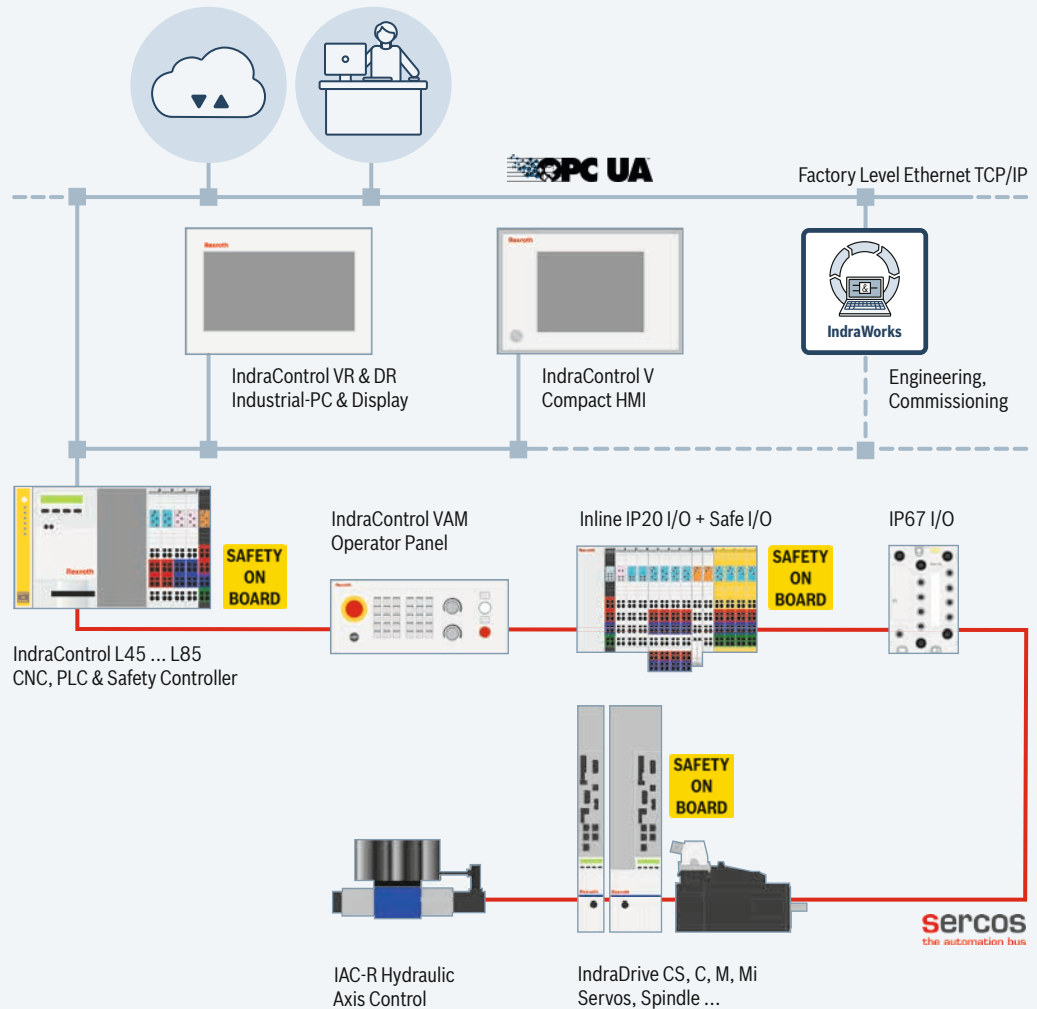 OPC UA
Factory Level Ethernet TCP/IP
Rexroth
Rexroth
&
IndraWorks
IndraControl VR & DR
Industrial-PC & Display
IndraControl V
Compact HMI
Engineering,
Commissioning
Rexroth
SAFETY
ON
BOARD
IndraControl L45 ... L85
CNC, PLC & Safety Controller
IndraControl VAM
Operator Panel
Rexroth
Inline IP20 I/O + Safe I/O
Rexroth
SAFETY
ON
BOARD
IP67 I/O
SAFETY
ON
BOARD
Rexroth
Rexroth
sercos
the automation bus
IAC-R Hydraulic
Axis Control
IndraDrive CS, C, M, Mi
Servos, Spindle ...